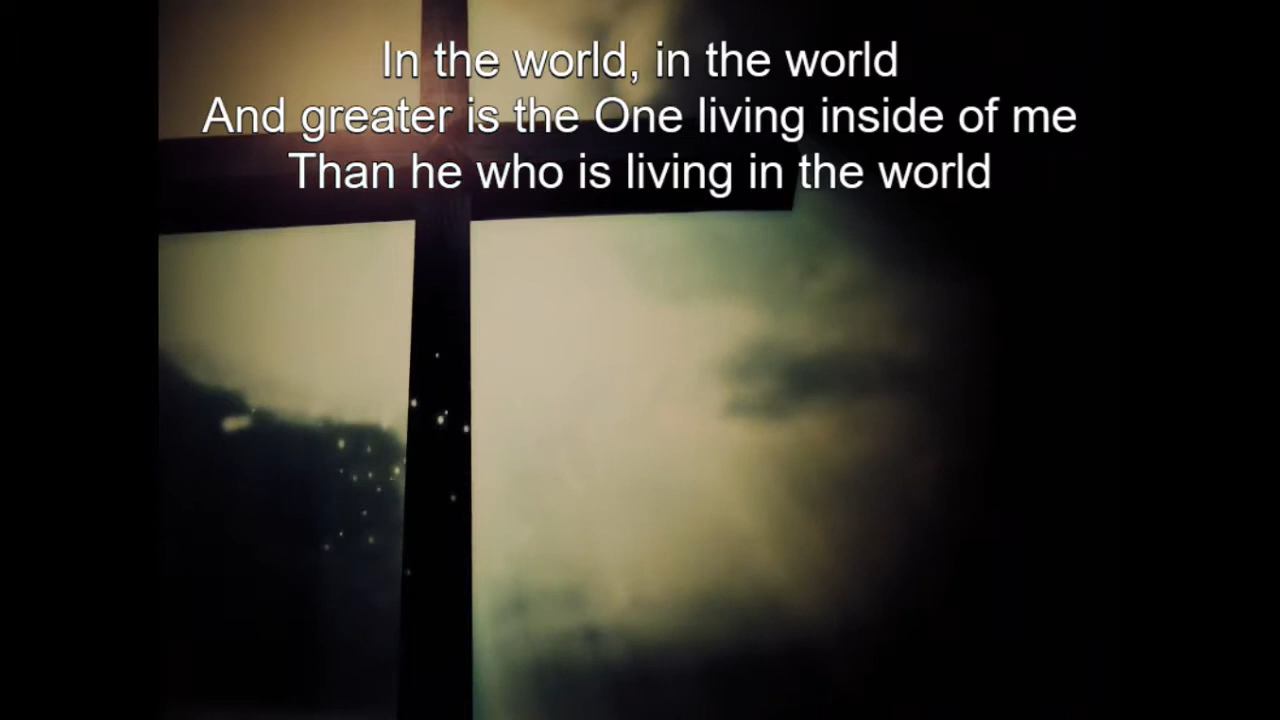 In the world, in the world
And greater is the One living inside of me
Than he who is living in the world